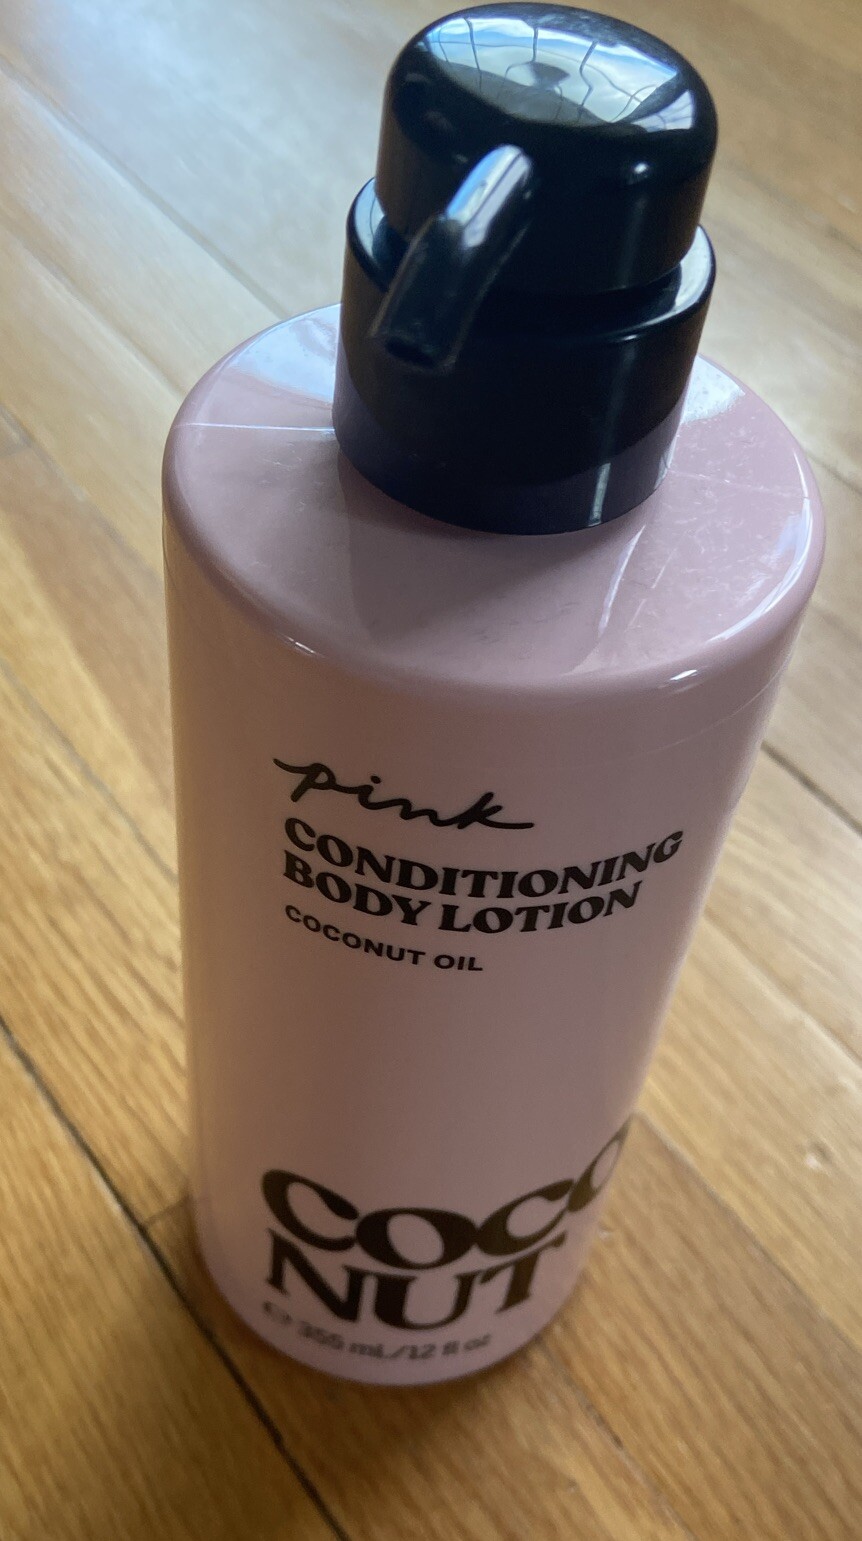 pink
CONDITIONING
BODY LOTION
COCONUT OIL
COCO
NUT
℮ 355 mL/12 fl oz